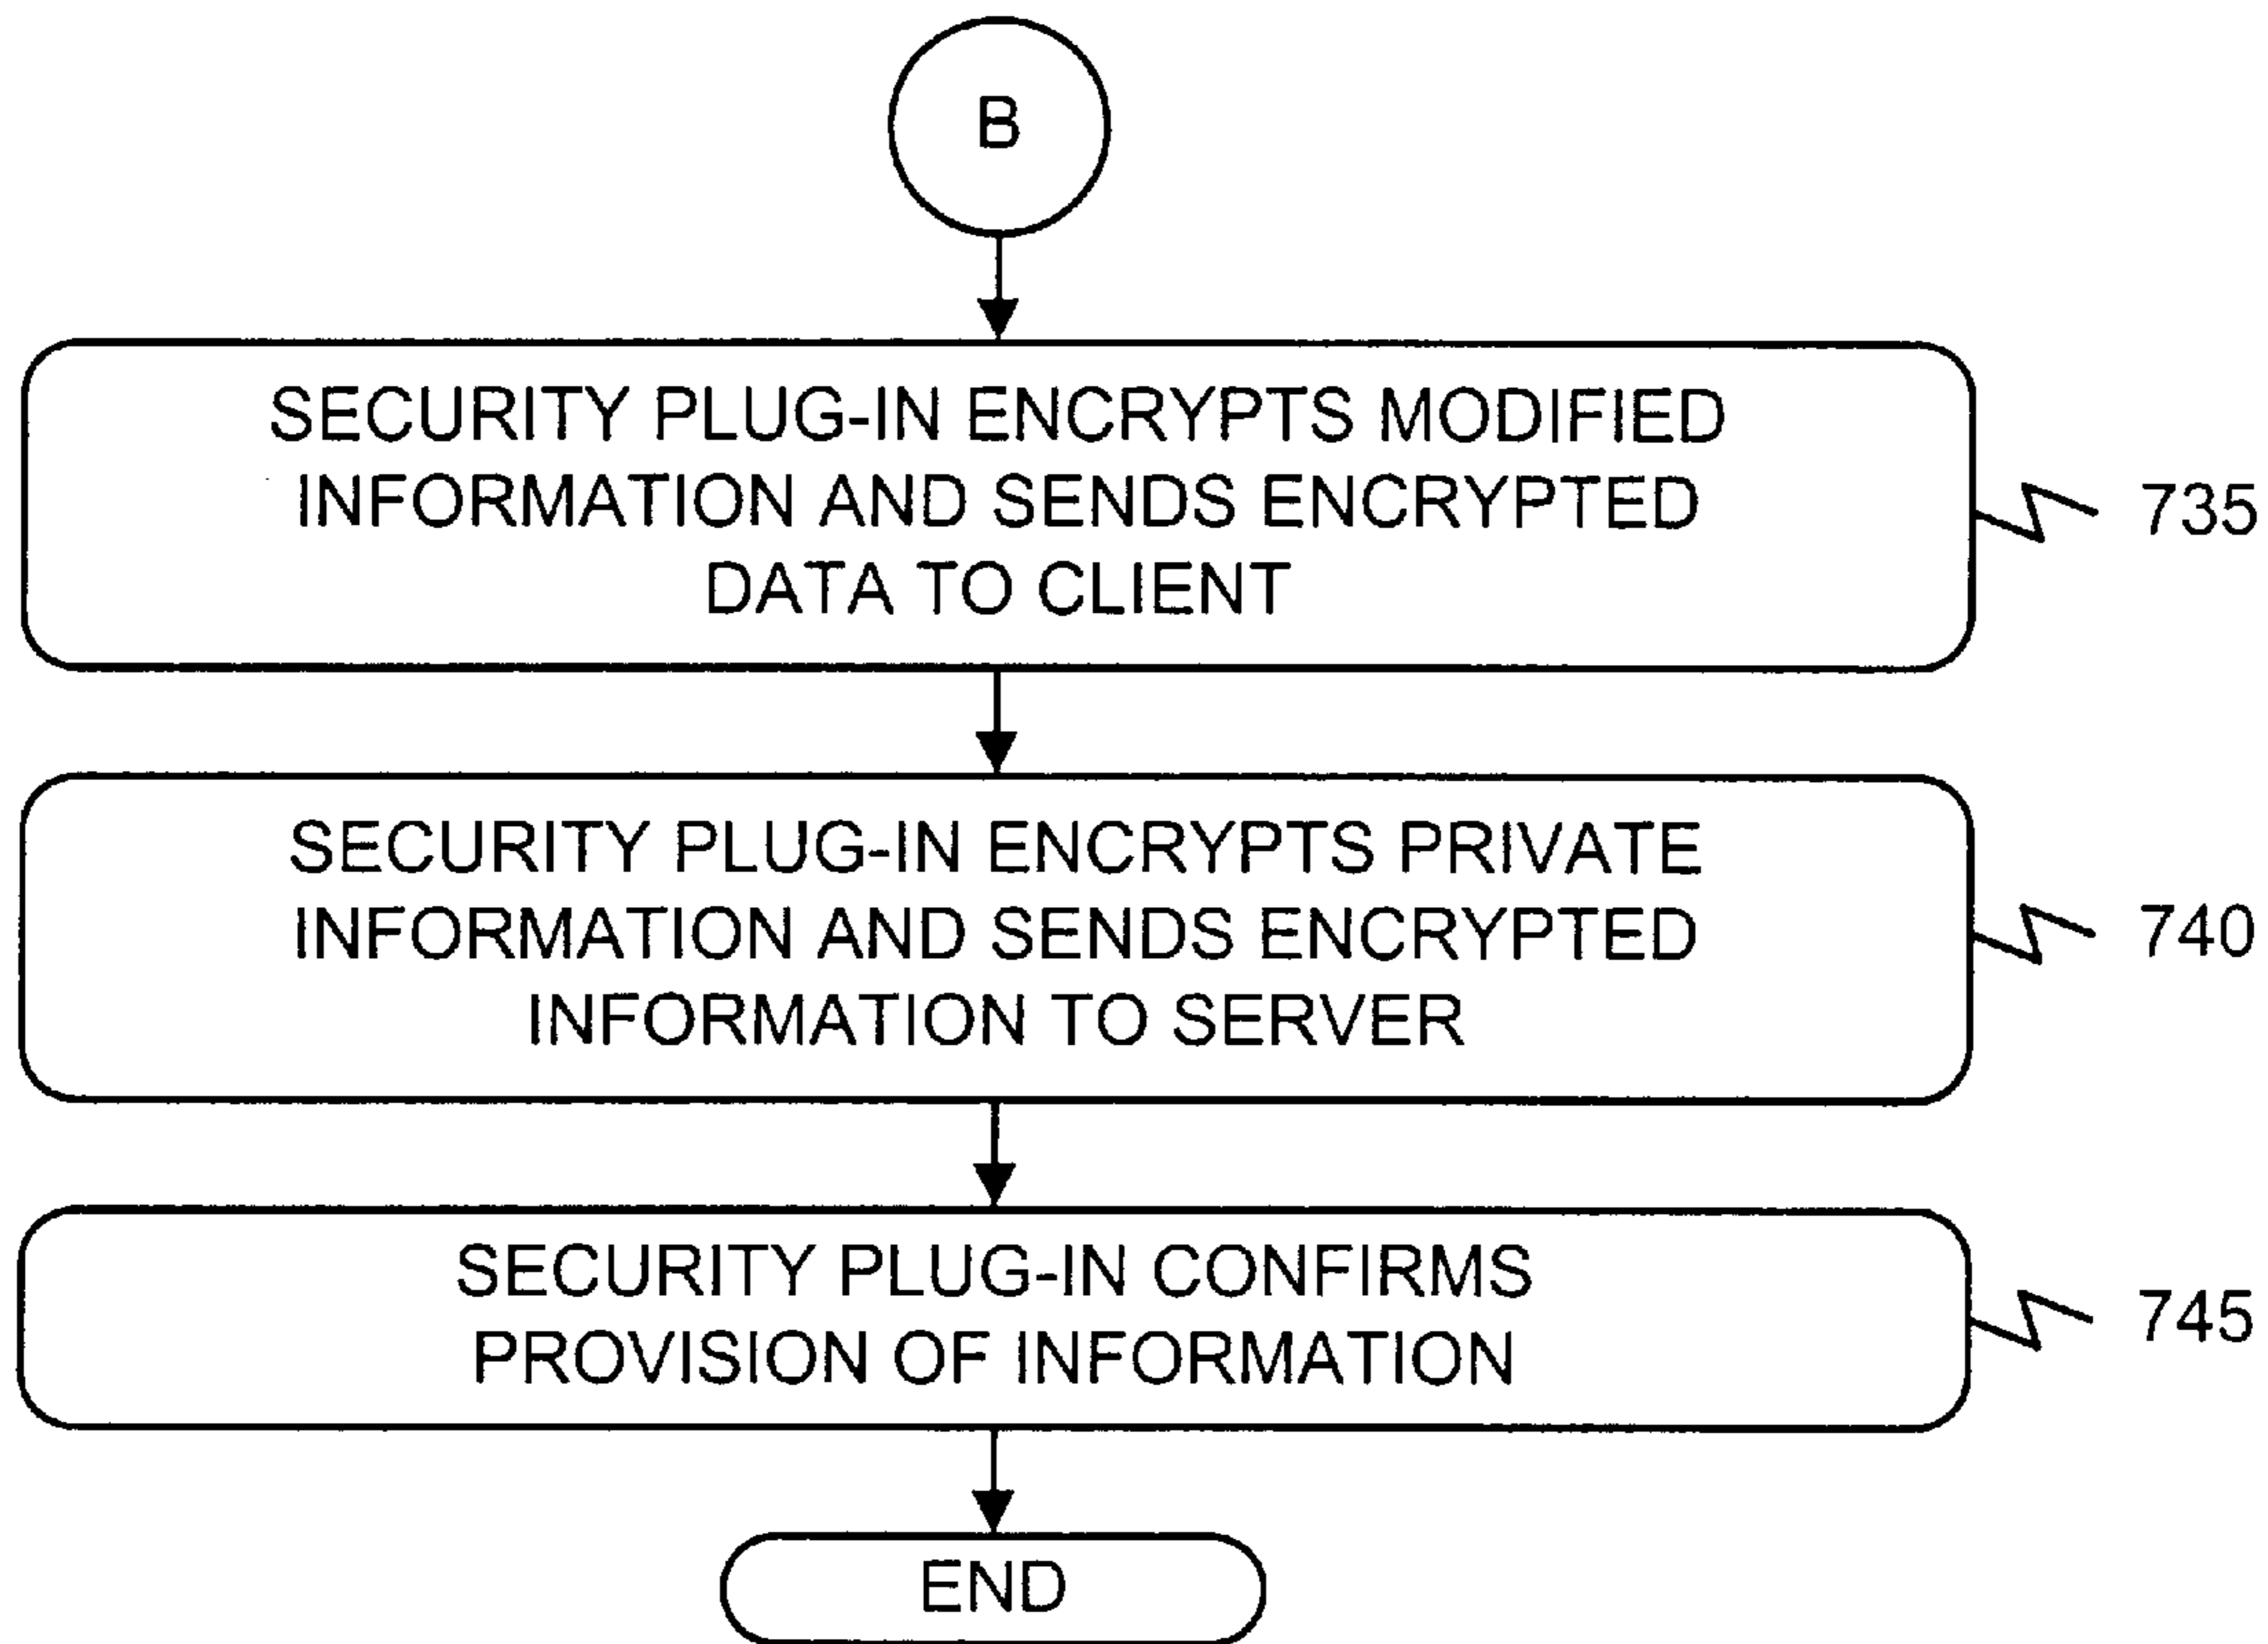 B
SECURITY PLUG-IN ENCRYPTS MODIFIED
INFORMATION AND SENDS ENCRYPTED
DATA TO CLIENT
735
SECURITY PLUG-IN ENCRYPTS PRIVATE
INFORMATION AND SENDS ENCRYPTED
INFORMATION TO SERVER
740
SECURITY PLUG-IN CONFIRMS
PROVISION OF INFORMATION
745
END